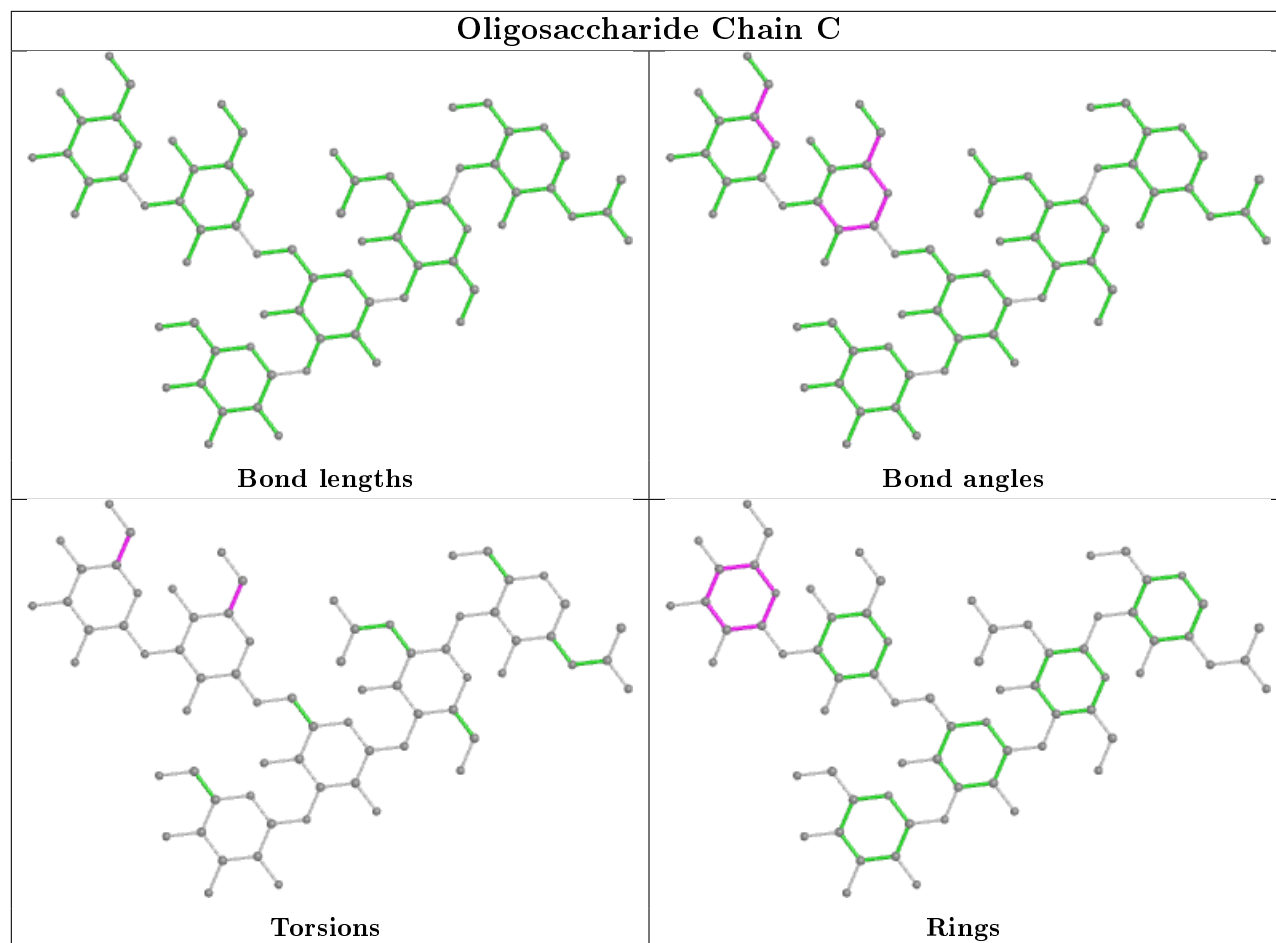 Oligosaccharide Chain C
Bond lengths
Bond angles
Torsions
Rings